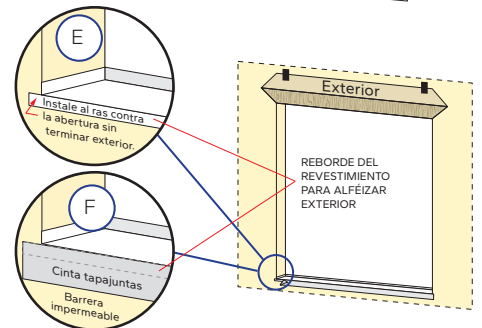 E
Instale al ras contra
la abertura sin
terminar exterior.
Exterior
REBORDE DEL
REVESTIMIENTO
PARA ALFÉIZAR
EXTERIOR
F
Cinta tapajuntas
Barrera
impermeable